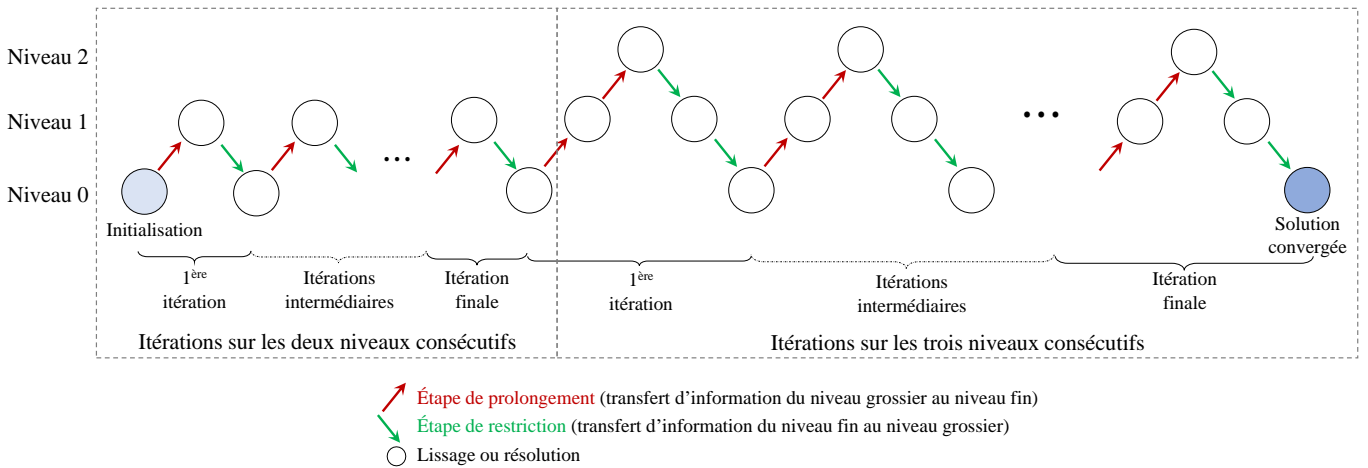 Niveau 2
Niveau 1
Niveau 0
...
...
Initialisation
Solution
convergée
1ère
itération
Itérations
intermédiaires
Itération
finale
1ère
itération
Itérations
intermédiaires
Itération
finale
Itérations sur les deux niveaux consécutifs
Itérations sur les trois niveaux consécutifs
Étape de prolongement (transfert d'information du niveau grossier au niveau fin)
Étape de restriction (transfert d'information du niveau fin au niveau grossier)
Lissage ou résolution